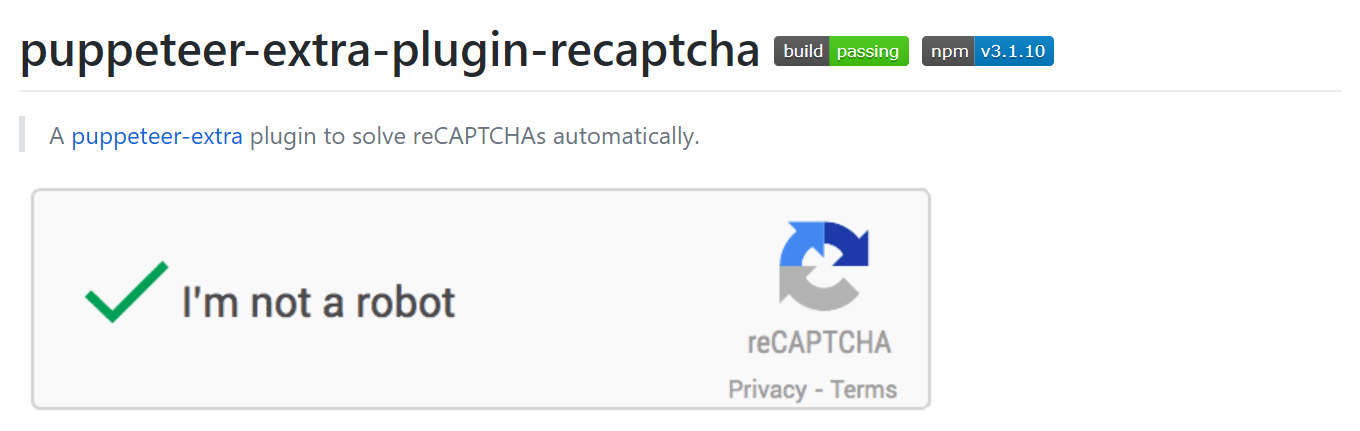 puppeteer-extra-plugin-recaptcha build passing npm v3.1.10
A puppeteer-extra plugin to solve reCAPTCHAs automatically.
I'm not a robot
reCAPTCHA
Privacy - Terms